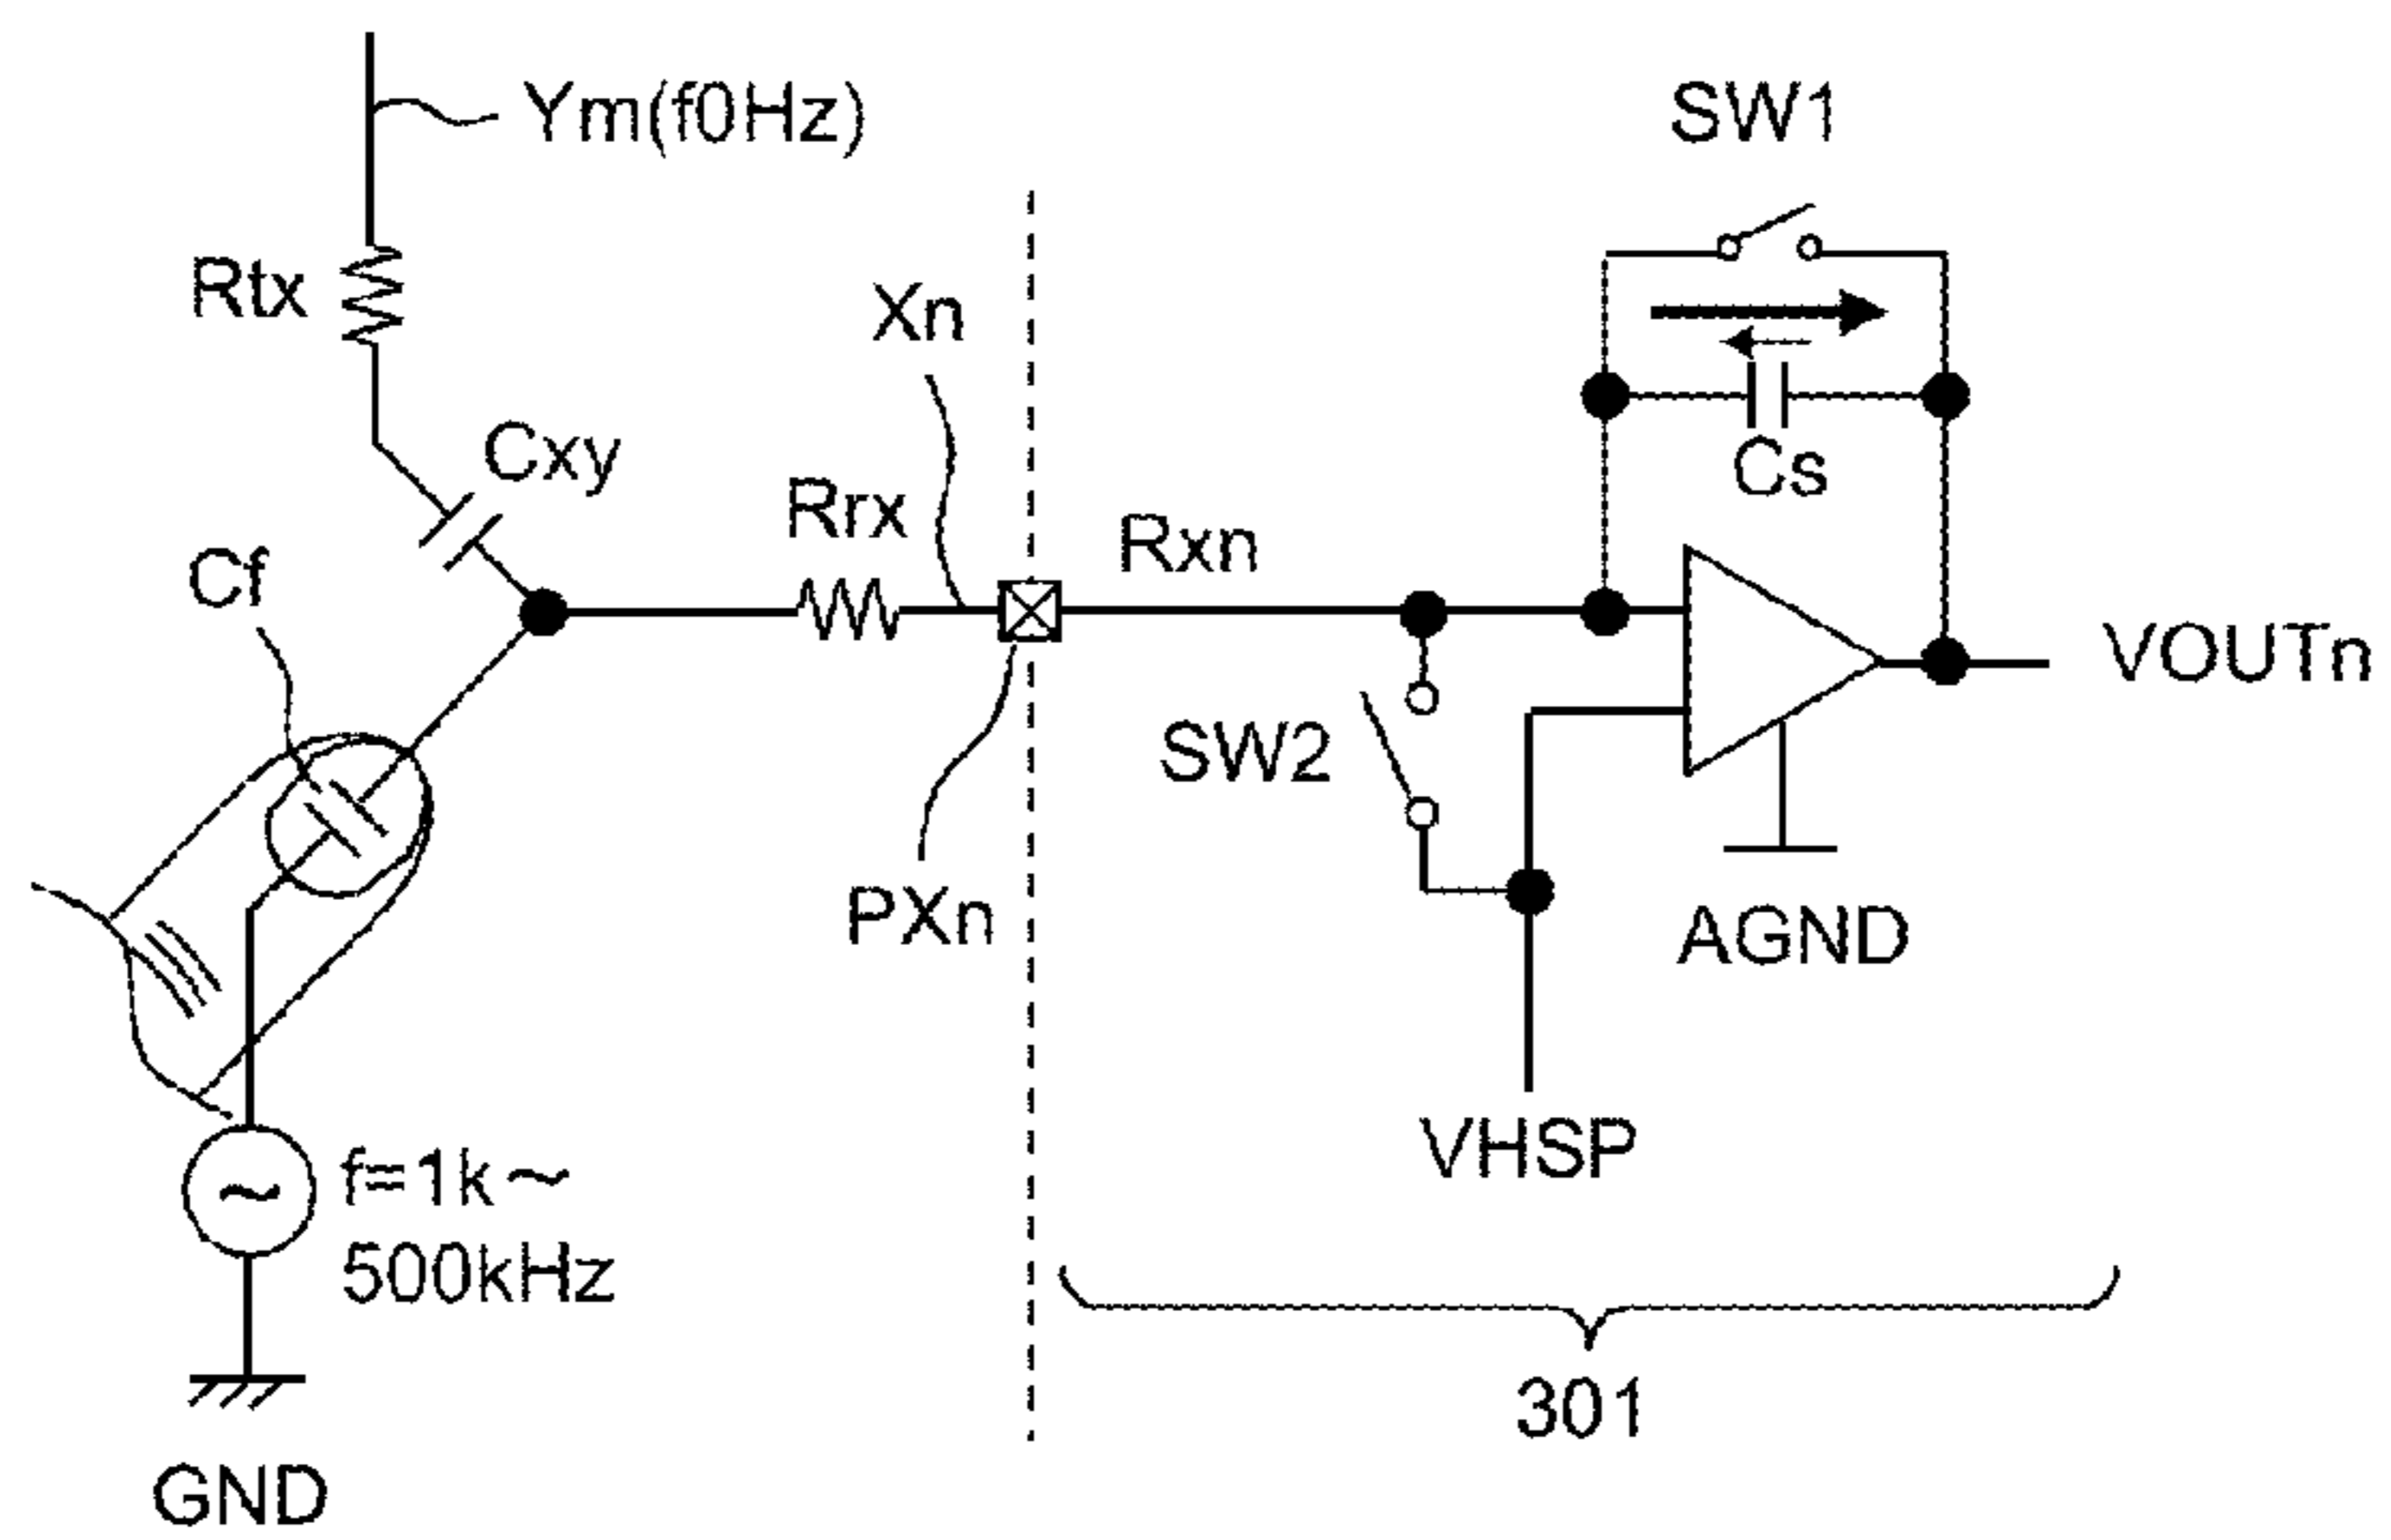 Ym(f0Hz)
SW1
Rtx
Xn
Cxy
Cs
Rrx
Rxn
Cf
VOUTn
SW2
PXn
AGND
VHSP
f=1k～
500kHz
301
GND